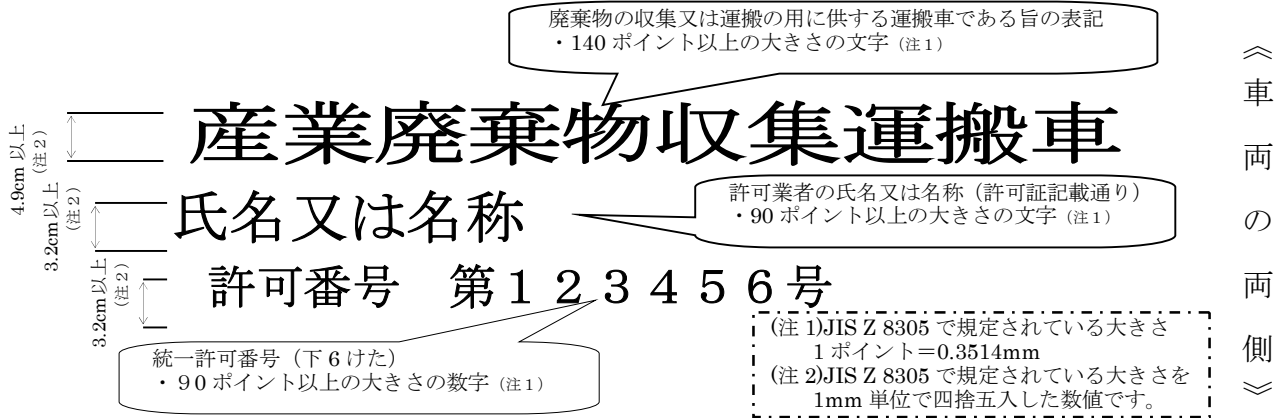 廃棄物の収集又は運搬の用に供する運搬車である旨の表記
・140 ポイント以上の大きさの文字（注１）
産業廃棄物収集運搬車
4.9cm 以上
（注２）
氏名又は名称
3.2cm 以上
（注２）
許可業者の氏名又は名称（許可証記載通り）
・90 ポイント以上の大きさの文字（注１）
許可番号　第１２３４５６号
3.2cm 以上
（注２）
統一許可番号（下６けた）
・９0 ポイント以上の大きさの数字（注１）
(注 1)JIS Z 8305 で規定されている大きさ
1 ポイント＝0.3514mm
(注 2)JIS Z 8305 で規定されている大きさを
1mm 単位で四捨五入した数値です。
《車両の両側》